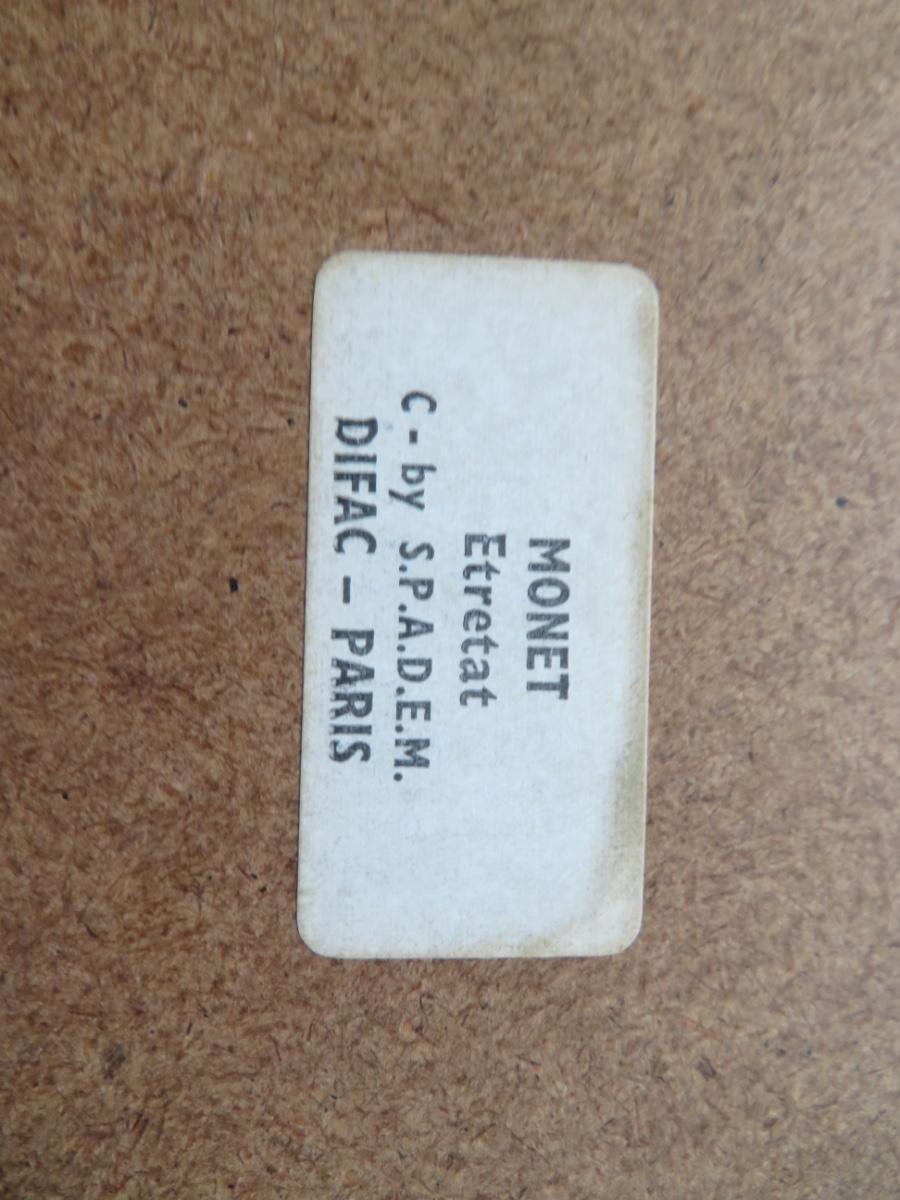 MONET
Etretat
C - by S.P.A.D.E.M.
DIFAC - PARIS